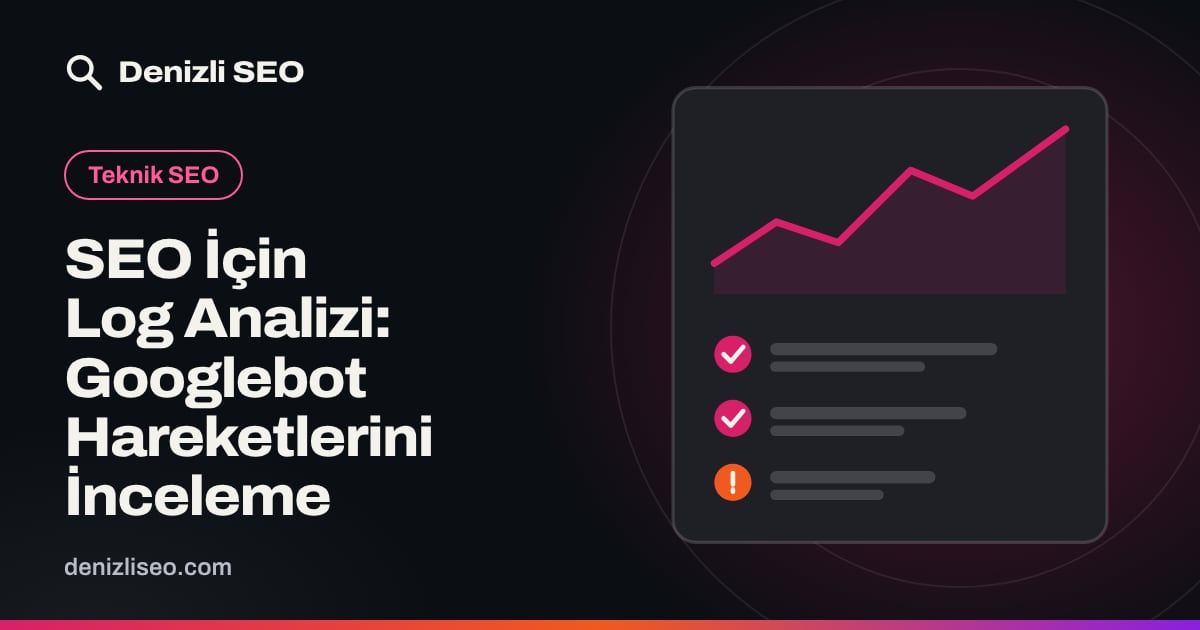 Denizli SEO
Teknik SEO
SEO İçin
Log Analizi:
Googlebot
Hareketlerini
İnceleme
denizliseo.com